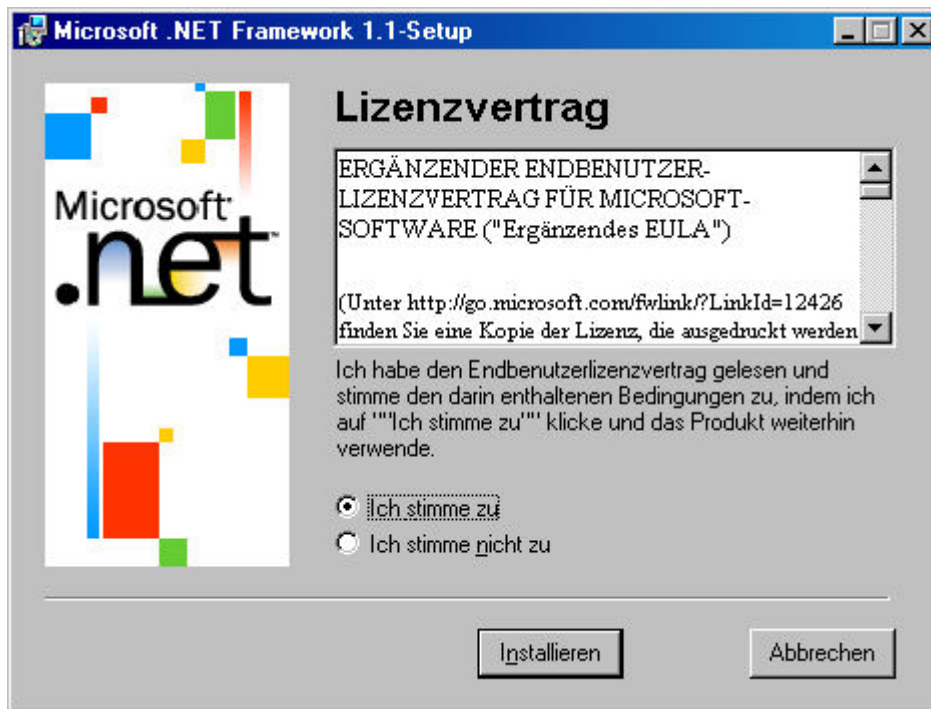 Microsoft .NET Framework 1.1-Setup
Microsoft
.net
Lizenzvertrag
ERGÄNZENDER ENDBENUTZER-
LIZENZVERTRAG FÜR MICROSOFT-
SOFTWARE ("Ergänzendes EULA")
(Unter http://go.microsoft.com/fwlink/?LinkId=12426
finden Sie eine Kopie der Lizenz, die ausgedruckt werden
Ich habe den Endbenutzerlizenzvertrag gelesen und
stimme den darin enthaltenen Bedingungen zu, indem ich
auf ""Ich stimme zu"" klicke und das Produkt weiterhin
verwende.
Ich stimme zu
Ich stimme nicht zu
Installieren
Abbrechen